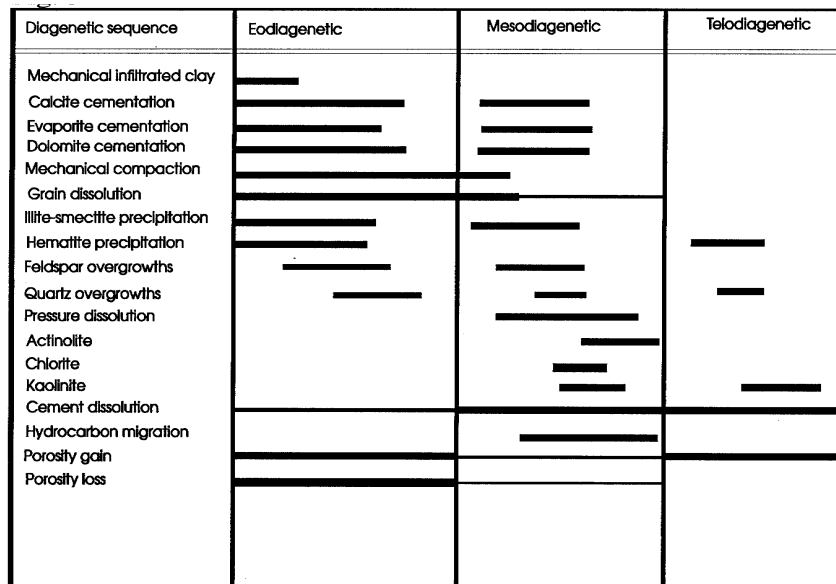 Diagenetic sequence Eodiagenetic Mesodiagenetic Telodiagenetic
Mechanical infiltrated clay
Calcite cementation
Evaporite cementation
Dolomite cementation
Mechanical compaction
Grain dissolution
Illite-smectite precipitation
Hematite precipitation
Feldspar overgrowths
Quartz overgrowths
Pressure dissolution
Actinolite
Chlorite
Kaolinite
Cement dissolution
Hydrocarbon migration
Porosity gain
Porosity loss